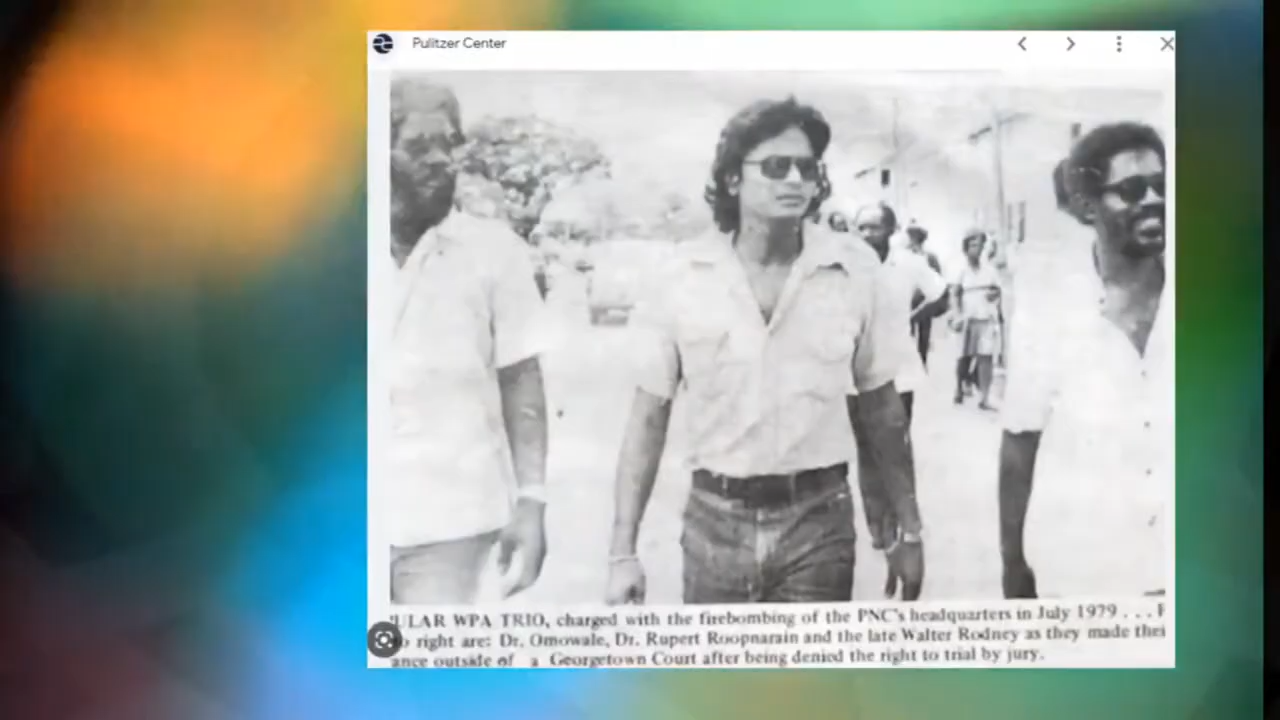 Pulitzer Center
ULAR WPA TRIO, charged with the firebombing of the PNC's headquarters in July 1979 . . .
right are: Dr. Omowale, Dr. Rupert Roopnarain and the late Walter Rodney as they made thei
ance outside of a Georgetown Court after being denied the right to trial by jury.